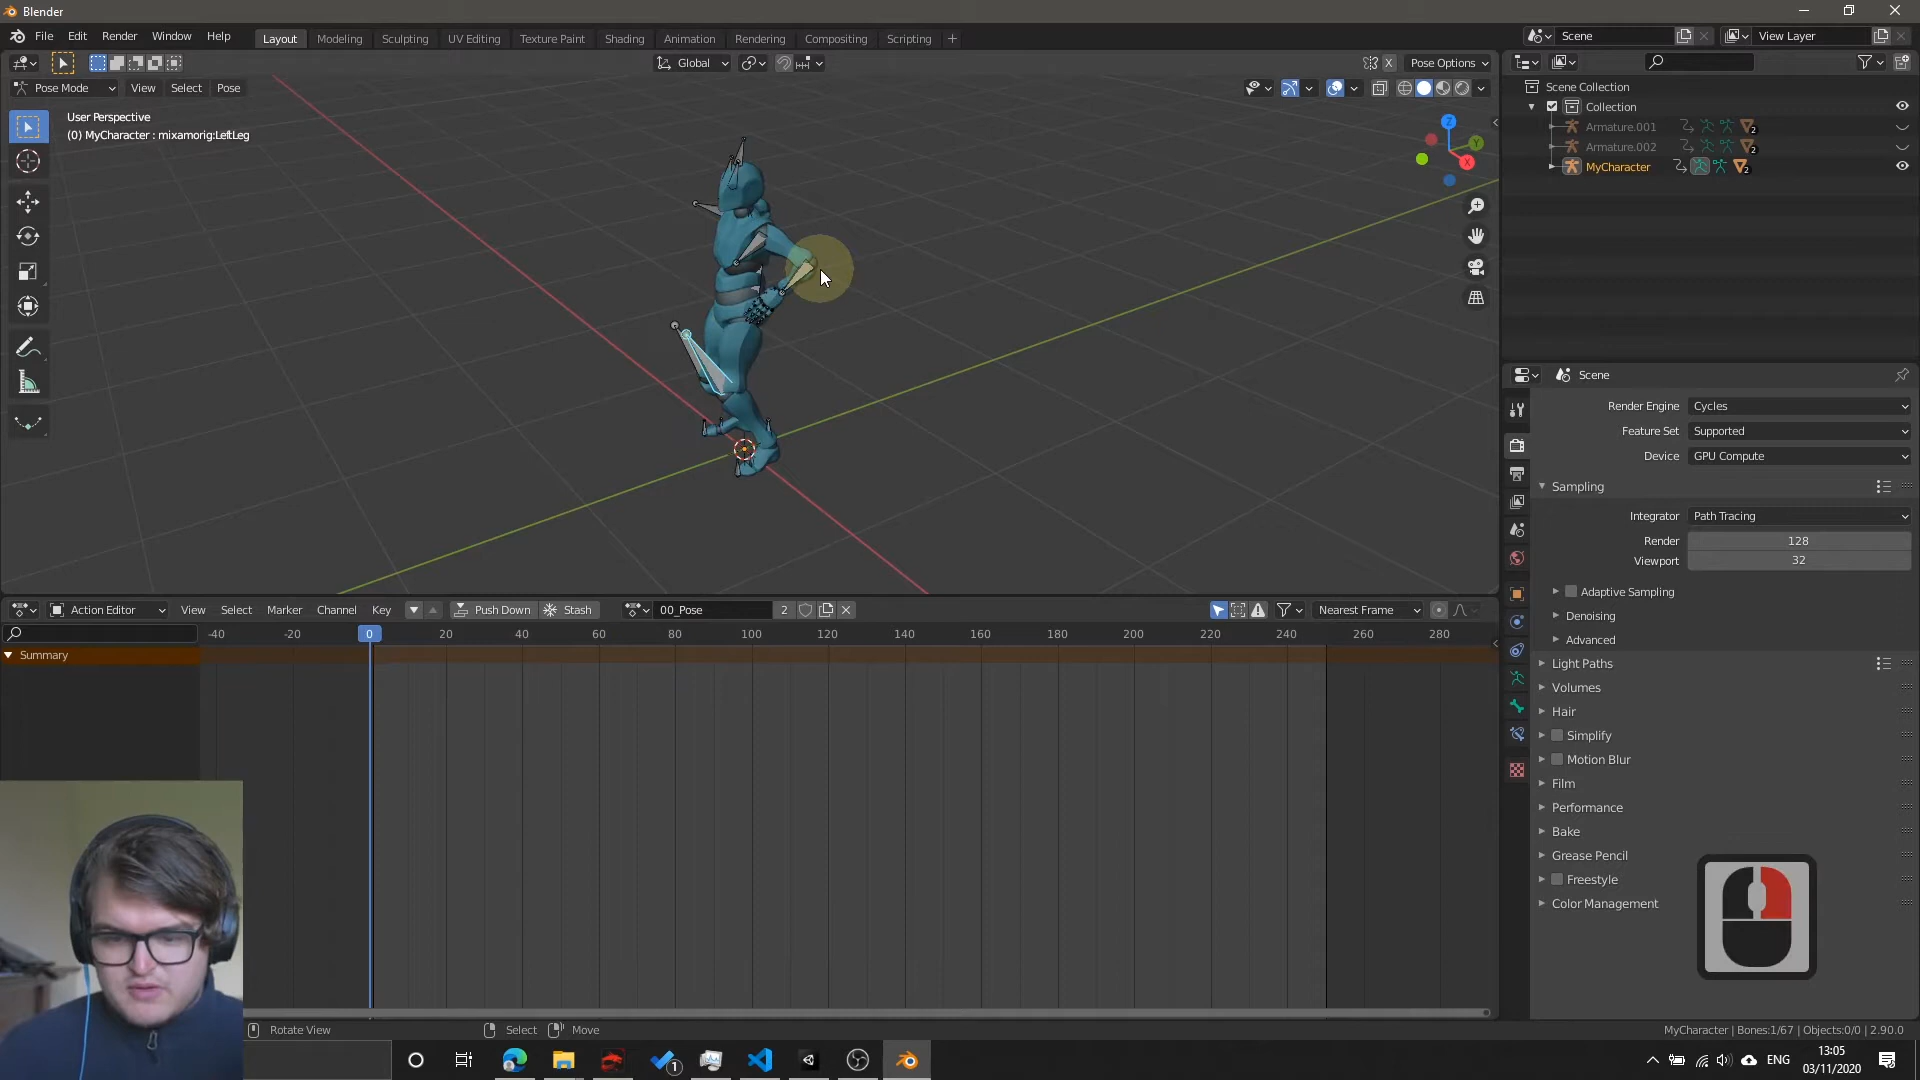 Blender
File Edit Render Window Help
Layout Modeling Sculpting UV Editing Texture Paint Shading Animation Rendering Compositing Scripting
Scene
View Layer
Global
Pose Options
Pose Mode View Select Pose
User Perspective
(0) MyCharacter : mixamorig:LeftLeg
Z
Y
X
Scene Collection
Collection
Armature.001 2
Armature.002 2
MyCharacter 2
Scene
Render Engine Cycles
Feature Set Supported
Device GPU Compute
Sampling
Integrator Path Tracing
Render 128
Viewport 32
Adaptive Sampling
Denoising
Advanced
Light Paths
Volumes
Hair
Simplify
Motion Blur
Film
Performance
Bake
Grease Pencil
Freestyle
Color Management
Action Editor View Select Marker Channel Key Push Down Stash 00_Pose 2 Nearest Frame
-40 -20 0 20 40 60 80 100 120 140 160 180 200 220 240 260 280
Summary
Rotate View Select Move
MyCharacter | Bones:1/67 | Objects:0/0 | 2.90.0
1
ENG
13:05
03/11/2020